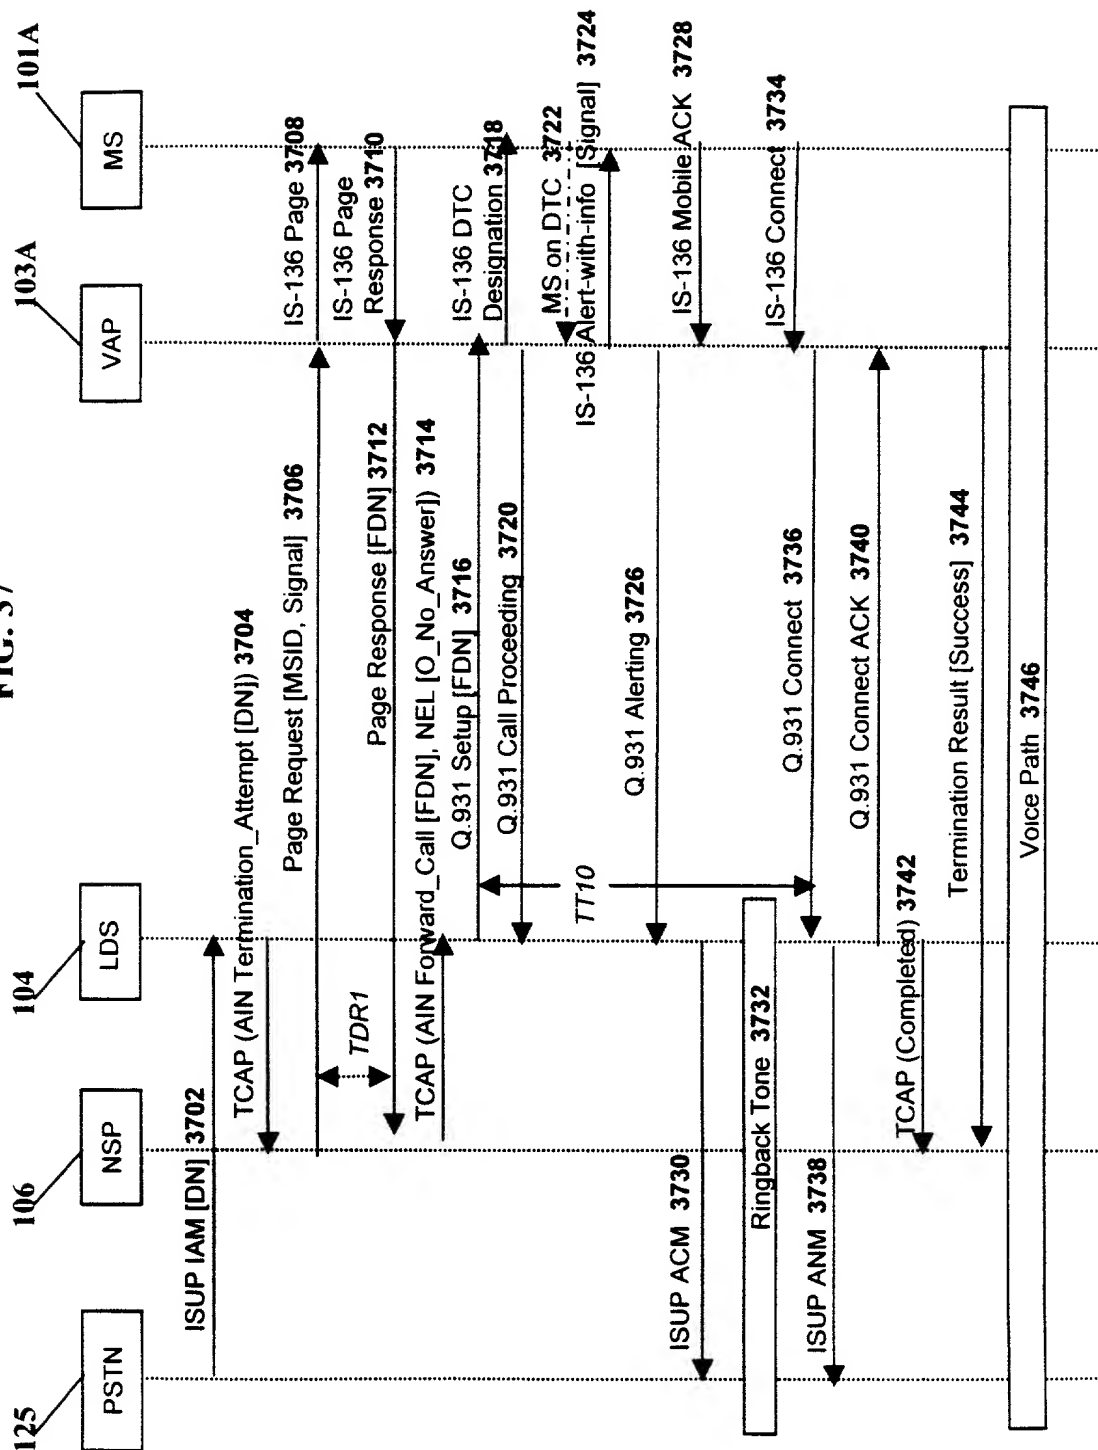 FIG. 37
125
106
104
103A
101A
PSTN
NSP
LDS
VAP
MS
ISUP IAM [DN] 3702
TCAP (AIN Termination_Attempt [DN]) 3704
Page Request [MSID, Signal] 3706
IS-136 Page 3708
IS-136 Page
Response 3710
TDR1
Page Response [FDN] 3712
TCAP (AIN Forward_Call [FDN], NEL [O_No_Answer]) 3714
Q.931 Setup [FDN] 3716
IS-136 DTC
Designation 3718
Q.931 Call Proceeding 3720
MS on DTC 3722
IS-136 Alert-with-info [Signal] 3724
TT10
Q.931 Alerting 3726
IS-136 Mobile ACK 3728
ISUP ACM 3730
Ringback Tone 3732
IS-136 Connect 3734
Q.931 Connect 3736
ISUP ANM 3738
Q.931 Connect ACK 3740
TCAP (Completed) 3742
Termination Result [Success] 3744
Voice Path 3746